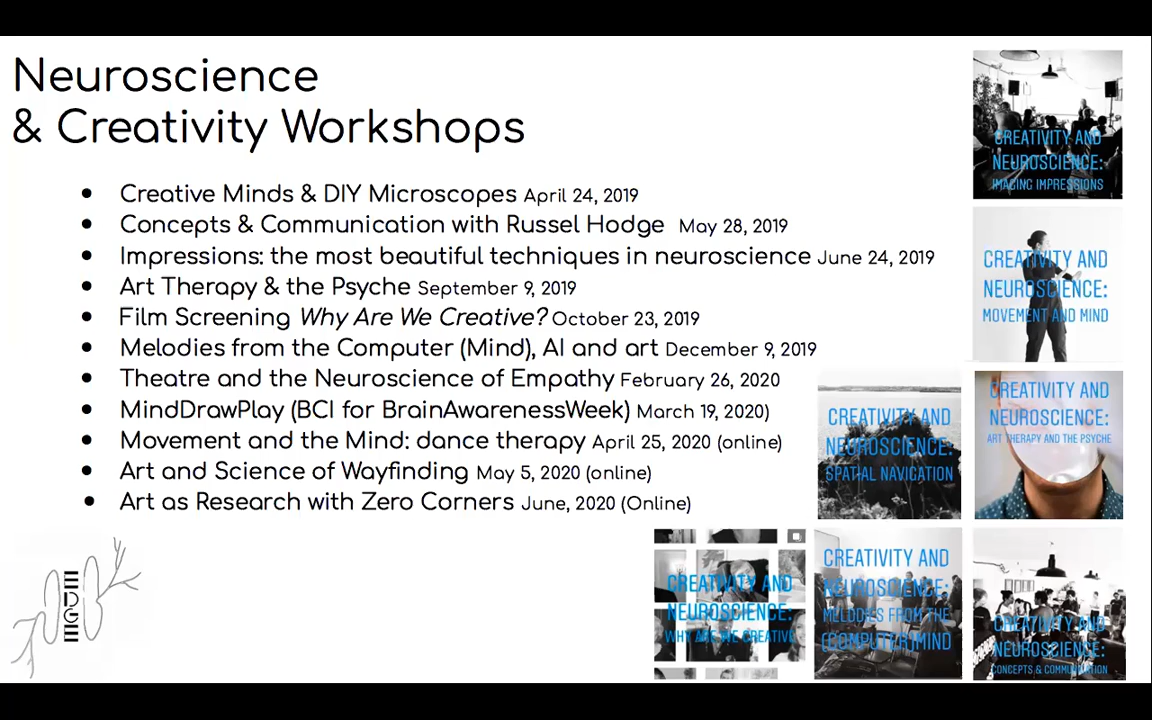 Neuroscience
& Creativity Workshops
• Creative Minds & DIY Microscopes April 24, 2019
• Concepts & Communication with Russel Hodge May 28, 2019
• Impressions: the most beautiful techniques in neuroscience June 24, 2019
• Art Therapy & the Psyche September 9, 2019
• Film Screening Why Are We Creative? October 23, 2019
• Melodies from the Computer (Mind), AI and art December 9, 2019
• Theatre and the Neuroscience of Empathy February 26, 2020
• MindDrawPlay (BCI for BrainAwarenessWeek) March 19, 2020)
• Movement and the Mind: dance therapy April 25, 2020 (online)
• Art and Science of Wayfinding May 5, 2020 (online)
• Art as Research with Zero Corners June, 2020 (Online)
CREATIVITY AND
NEUROSCIENCE:
IMAGING IMPRESSIONS
CREATIVITY AND
NEUROSCIENCE:
MOVEMENT AND MIND
CREATIVITY AND
NEUROSCIENCE:
SPATIAL NAVIGATION
CREATIVITY AND
NEUROSCIENCE:
ART THERAPY AND THE PSYCHE
CREATIVITY AND
NEUROSCIENCE:
WHY ARE WE CREATIVE
CREATIVITY AND
NEUROSCIENCE:
MELODIES FROM THE
(COMPUTER)MIND
CREATIVITY AND
NEUROSCIENCE:
CONCEPTS & COMMUNICATION